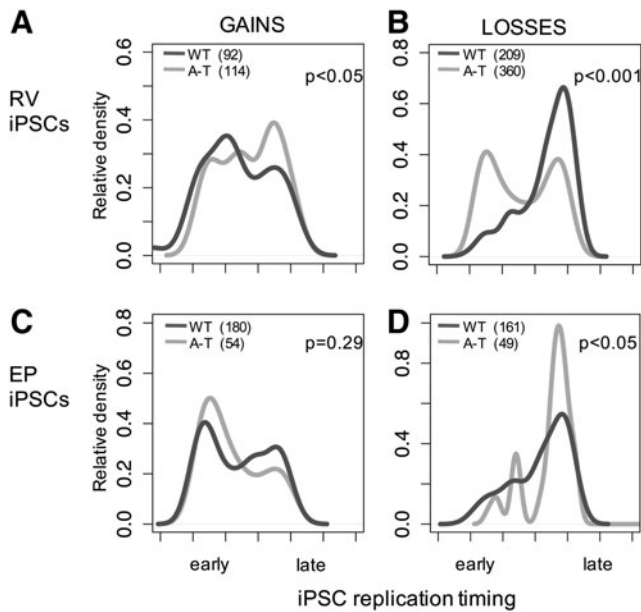 A
GAINS
B
LOSSES
RV
iPSCs
Relative density
0.0 0.2 0.4 0.6
WT (92)
A-T (114)
p<0.05
0.0 0.2 0.4 0.6 0.8
WT (209)
A-T (360)
p<0.001
C
D
EP
iPSCs
Relative density
0.0 0.2 0.4 0.6 0.8
WT (180)
A-T (54)
p=0.29
0.0 0.4 0.8
WT (161)
A-T (49)
p<0.05
early late
early late
iPSC replication timing